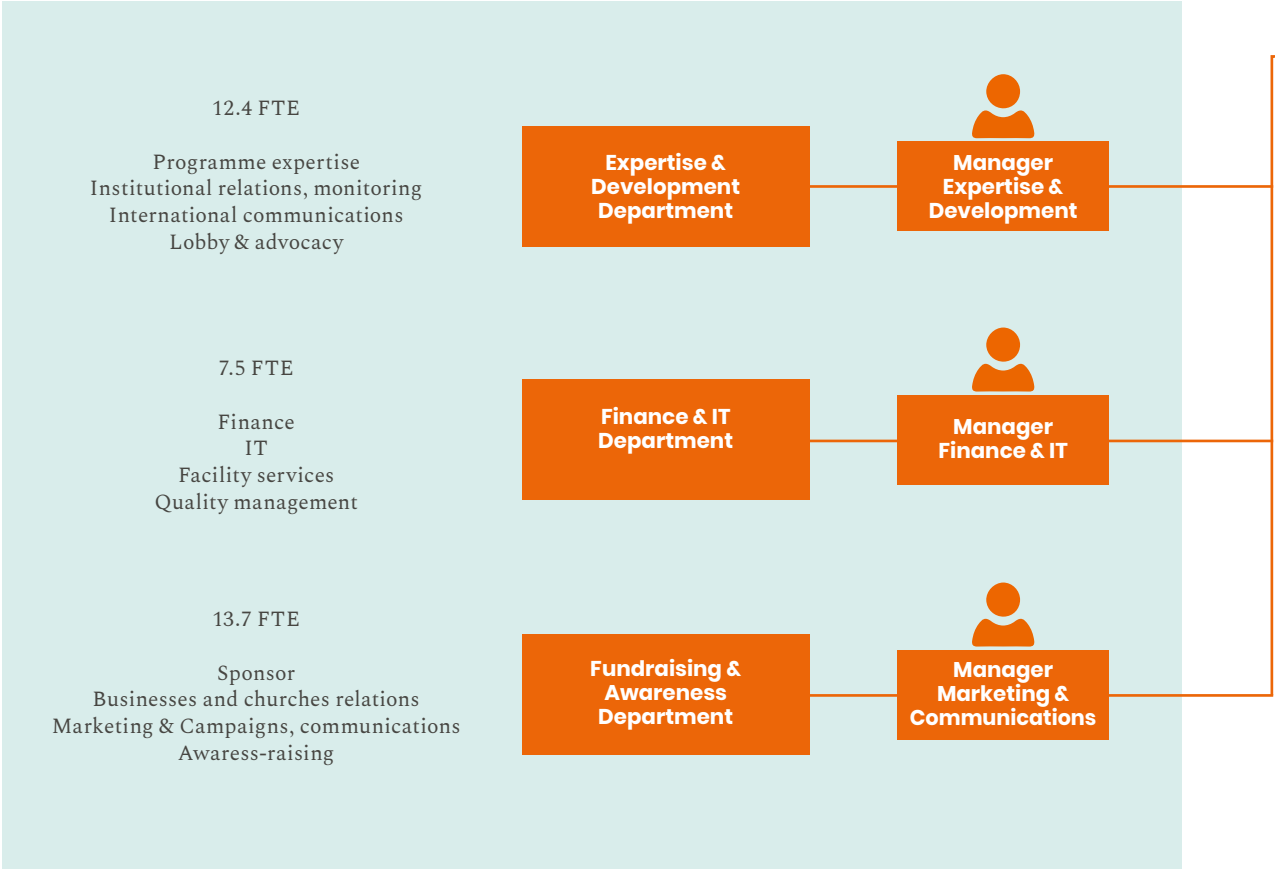 12.4 FTE
Programme expertise
Institutional relations, monitoring
International communications
Lobby & advocacy
Expertise &
Development
Department
Manager
Expertise &
Development
7.5 FTE
Finance
IT
Facility services
Quality management
Finance & IT
Department
Manager
Finance & IT
13.7 FTE
Sponsor
Businesses and churches relations
Marketing & Campaigns, communications
Awaress-raising
Fundraising &
Awareness
Department
Manager
Marketing &
Communications